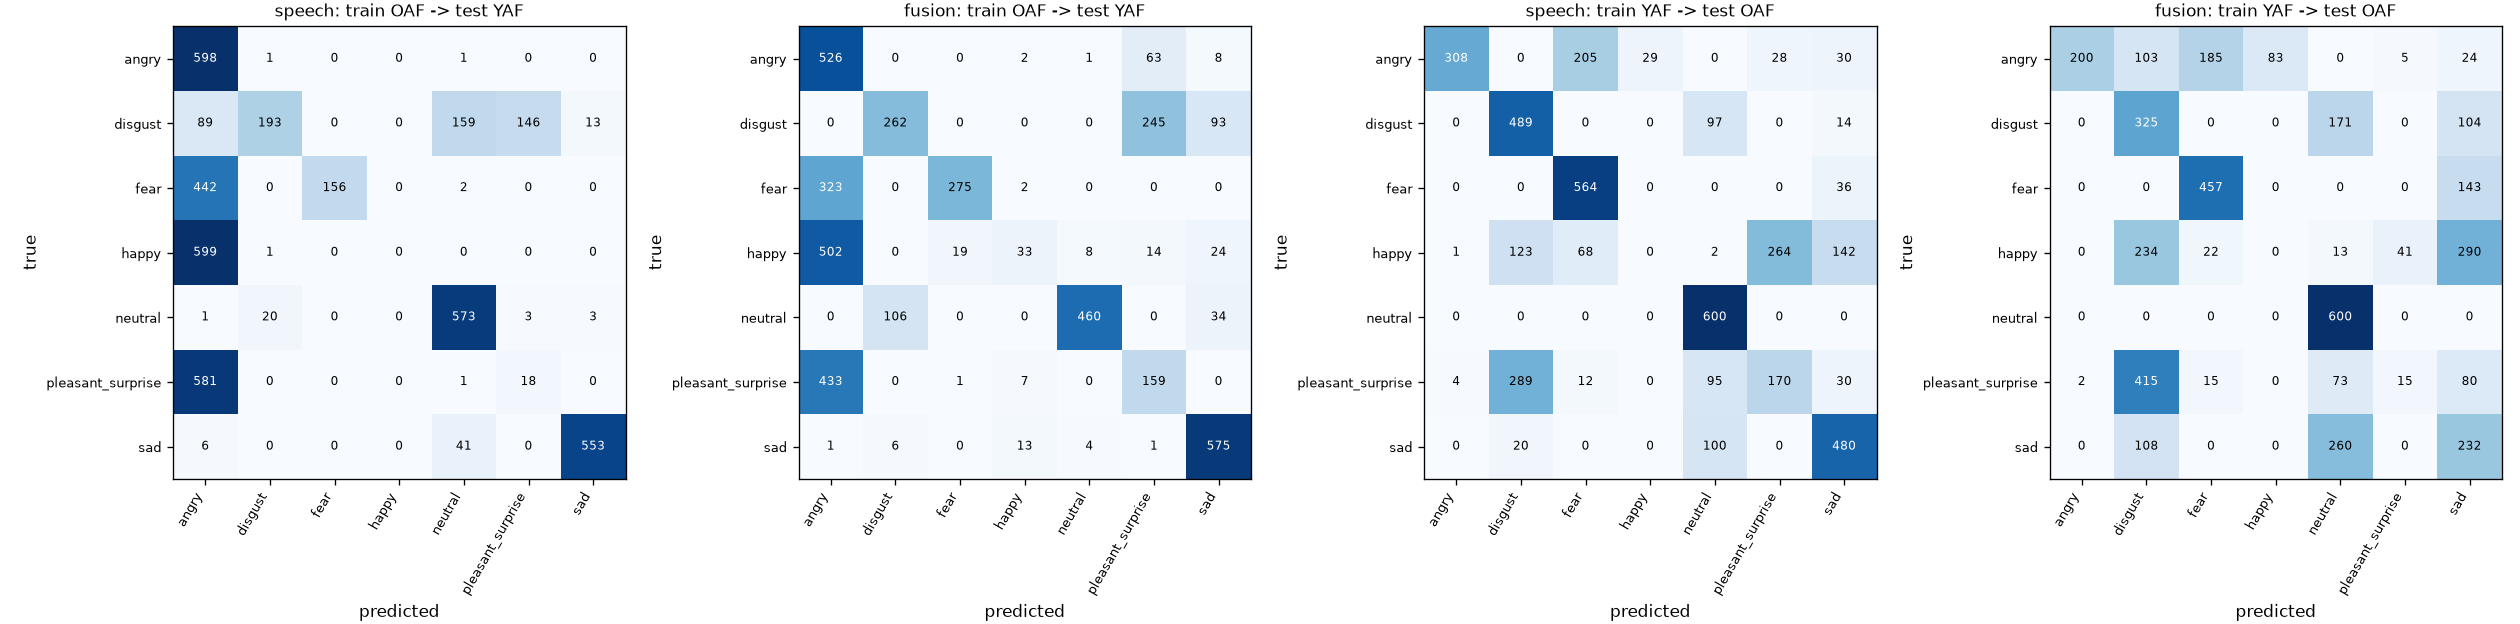 speech: train OAF -> test YAF
true
angry 598 1 0 0 1 0 0
disgust 89 193 0 0 159 146 13
fear 442 0 156 0 2 0 0
happy 599 1 0 0 0 0 0
neutral 1 20 0 0 573 3 3
pleasant_surprise 581 0 0 0 1 18 0
sad 6 0 0 0 41 0 553
angry disgust fear happy neutral pleasant_surprise sad
predicted
fusion: train OAF -> test YAF
true
angry 526 0 0 2 1 63 8
disgust 0 262 0 0 0 245 93
fear 323 0 275 2 0 0 0
happy 502 0 19 33 8 14 24
neutral 0 106 0 0 460 0 34
pleasant_surprise 433 0 1 7 0 159 0
sad 1 6 0 13 4 1 575
angry disgust fear happy neutral pleasant_surprise sad
predicted
speech: train YAF -> test OAF
true
angry 308 0 205 29 0 28 30
disgust 0 489 0 0 97 0 14
fear 0 0 564 0 0 0 36
happy 1 123 68 0 2 264 142
neutral 0 0 0 0 600 0 0
pleasant_surprise 4 289 12 0 95 170 30
sad 0 20 0 0 100 0 480
angry disgust fear happy neutral pleasant_surprise sad
predicted
fusion: train YAF -> test OAF
true
angry 200 103 185 83 0 5 24
disgust 0 325 0 0 171 0 104
fear 0 0 457 0 0 0 143
happy 0 234 22 0 13 41 290
neutral 0 0 0 0 600 0 0
pleasant_surprise 2 415 15 0 73 15 80
sad 0 108 0 0 260 0 232
angry disgust fear happy neutral pleasant_surprise sad
predicted